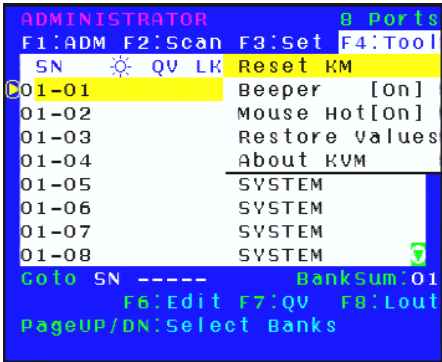 ADMINISTRATOR 8 Ports
F1:ADM F2:Scan F3:Set F4:Tool
SN QV LK Reset KM
01-01 Beeper [On]
01-02 Mouse Hot[On]
01-03 Restore Values
01-04 About KVM
01-05 SYSTEM
01-06 SYSTEM
01-07 SYSTEM
01-08 SYSTEM
Goto SN ----- BankSum:01
F6:Edit F7:QV F8:Lout
PageUP/DN:Select Banks